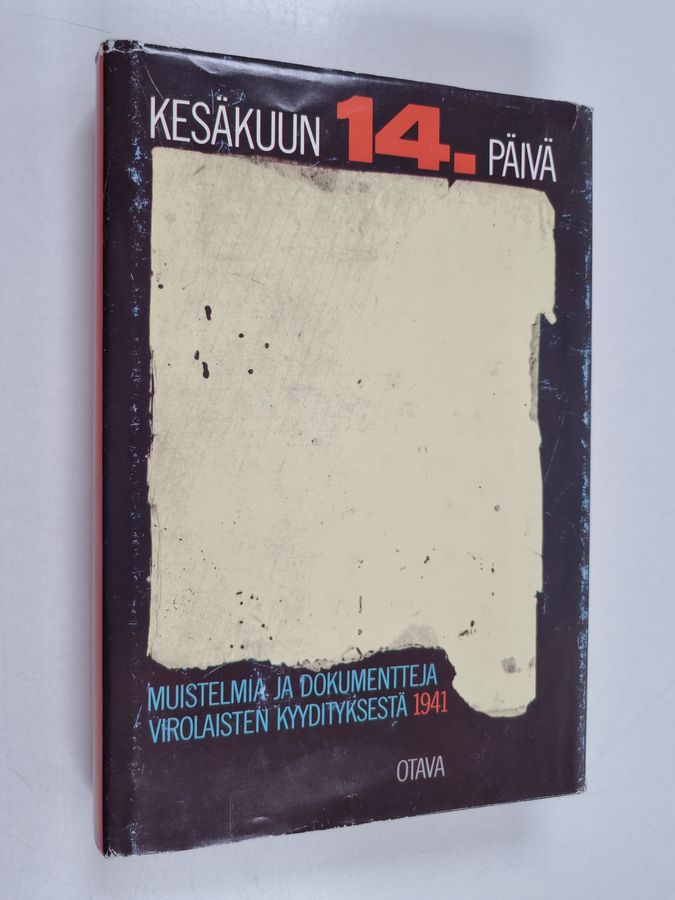 KESÄKUUN 14. PÄIVÄ
MUISTELMIA JA DOKUMENTTEJA
VIROLAISTEN KYYDITYKSESTÄ 1941
OTAVA